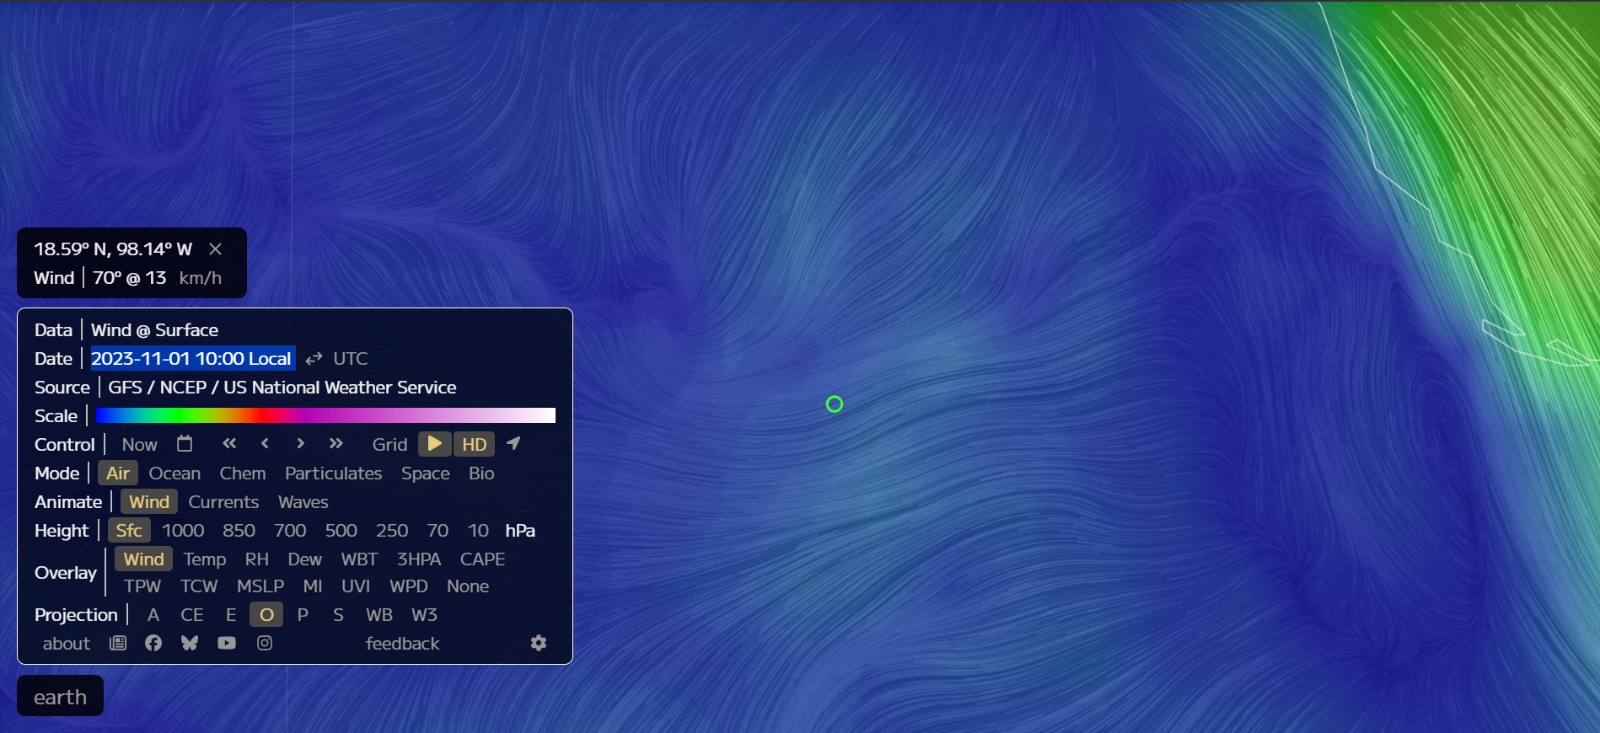 18.59° N, 98.14° W ×
Wind | 70° @ 13 km/h
Data | Wind @ Surface
Date | 2023-11-01 10:00 Local ⇄ UTC
Source | GFS / NCEP / US National Weather Service
Scale |
Control | Now « ‹ › » Grid HD
Mode | Air Ocean Chem Particulates Space Bio
Animate | Wind Currents Waves
Height | Sfc 1000 850 700 500 250 70 10 hPa
Overlay | Wind Temp RH Dew WBT 3HPA CAPE
TPW TCW MSLP MI UVI WPD None
Projection | A CE E O P S WB W3
about feedback
earth